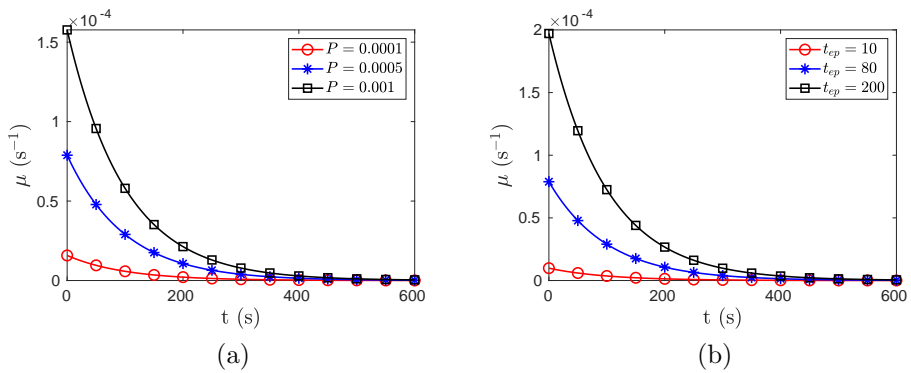 ×10⁻⁴
1.5
1
0.5
0
μ (s⁻¹)
P = 0.0001
P = 0.0005
P = 0.001
0 200 400 600
t (s)
(a)
×10⁻⁴
2
1.5
1
0.5
0
μ (s⁻¹)
t_ep = 10
t_ep = 80
t_ep = 200
0 200 400 600
t (s)
(b)